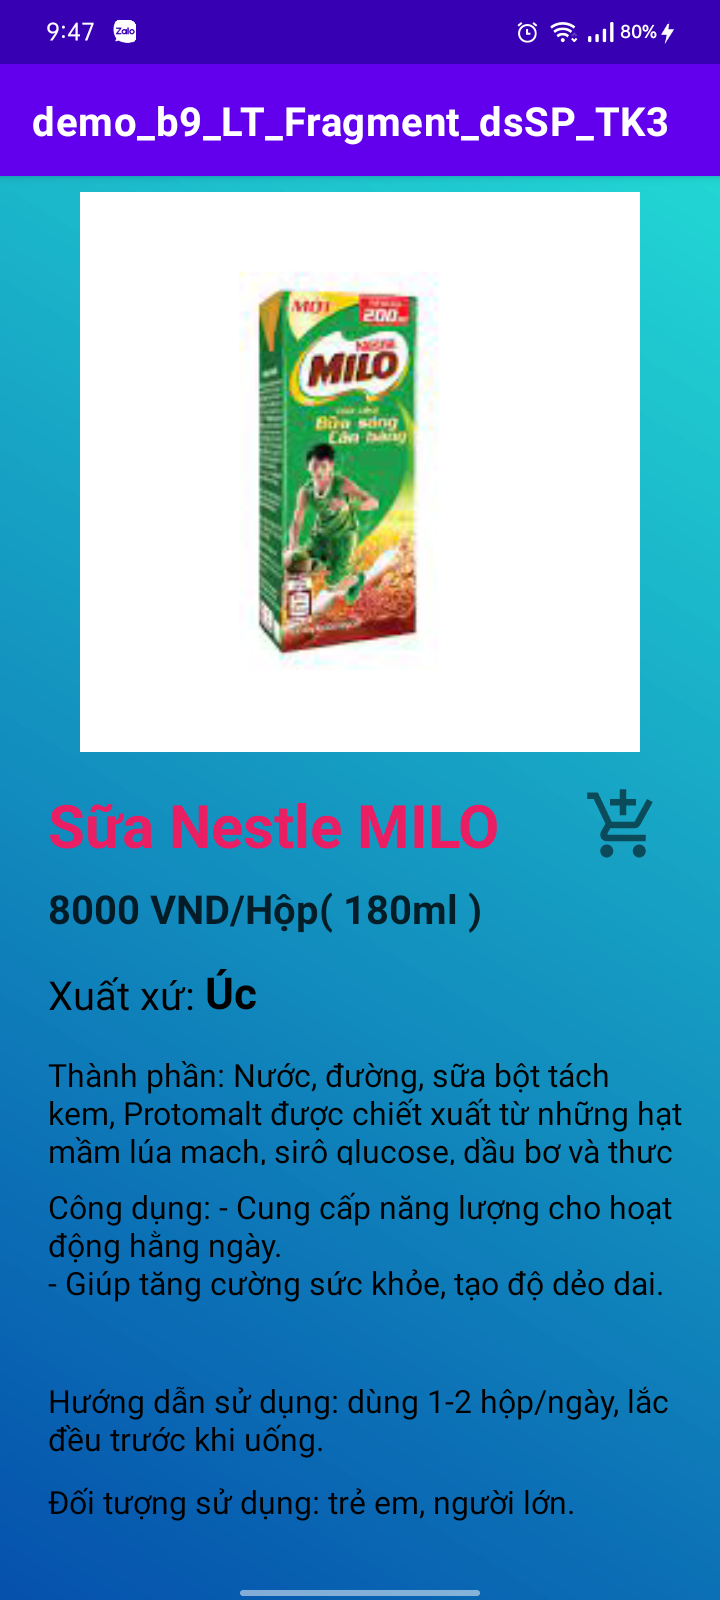 9:47
Zalo
80%
demo_b9_LT_Fragment_dsSP_TK3
MỘT
200ml
Nestlé
MILO
Bữa sáng
Cân bằng
Sữa Nestle MILO
8000 VND/Hộp( 180ml )
Xuất xứ: Úc
Thành phần: Nước, đường, sữa bột tách
kem, Protomalt được chiết xuất từ những hạt
mầm lúa mạch, sirô glucose, dầu bơ và thực
Công dụng: - Cung cấp năng lượng cho hoạt
động hằng ngày.
- Giúp tăng cường sức khỏe, tạo độ dẻo dai.
Hướng dẫn sử dụng: dùng 1-2 hộp/ngày, lắc
đều trước khi uống.
Đối tượng sử dụng: trẻ em, người lớn.